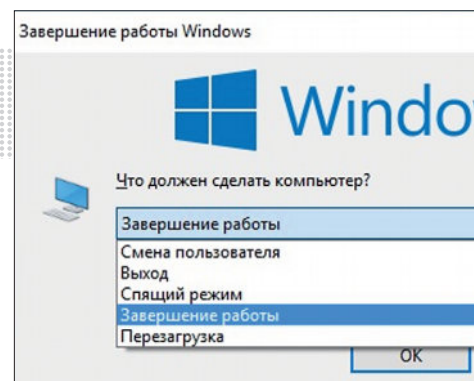 Завершение работы Windows
Windo
Что должен сделать компьютер?
Завершение работы
Смена пользователя
Выход
Спящий режим
Завершение работы
Перезагрузка
OK